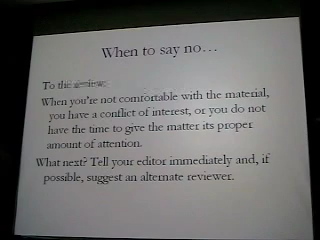 When to say no…
To the review:
When you're not comfortable with the material,
you have a conflict of interest, or you do not
have the time to give the matter its proper
amount of attention.
What next? Tell your editor immediately and, if
possible, suggest an alternate reviewer.